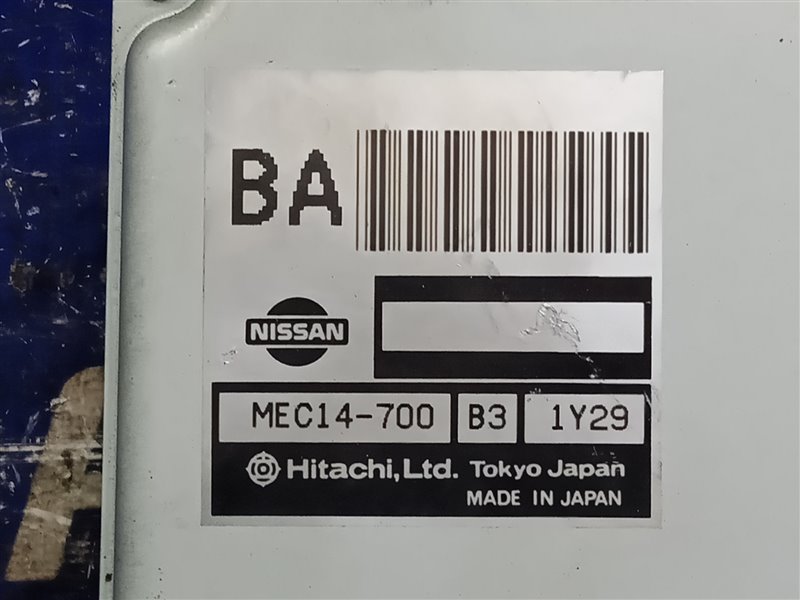 BA
NISSAN
MEC14-700 B3 1Y29
Hitachi, Ltd. Tokyo Japan
MADE IN JAPAN